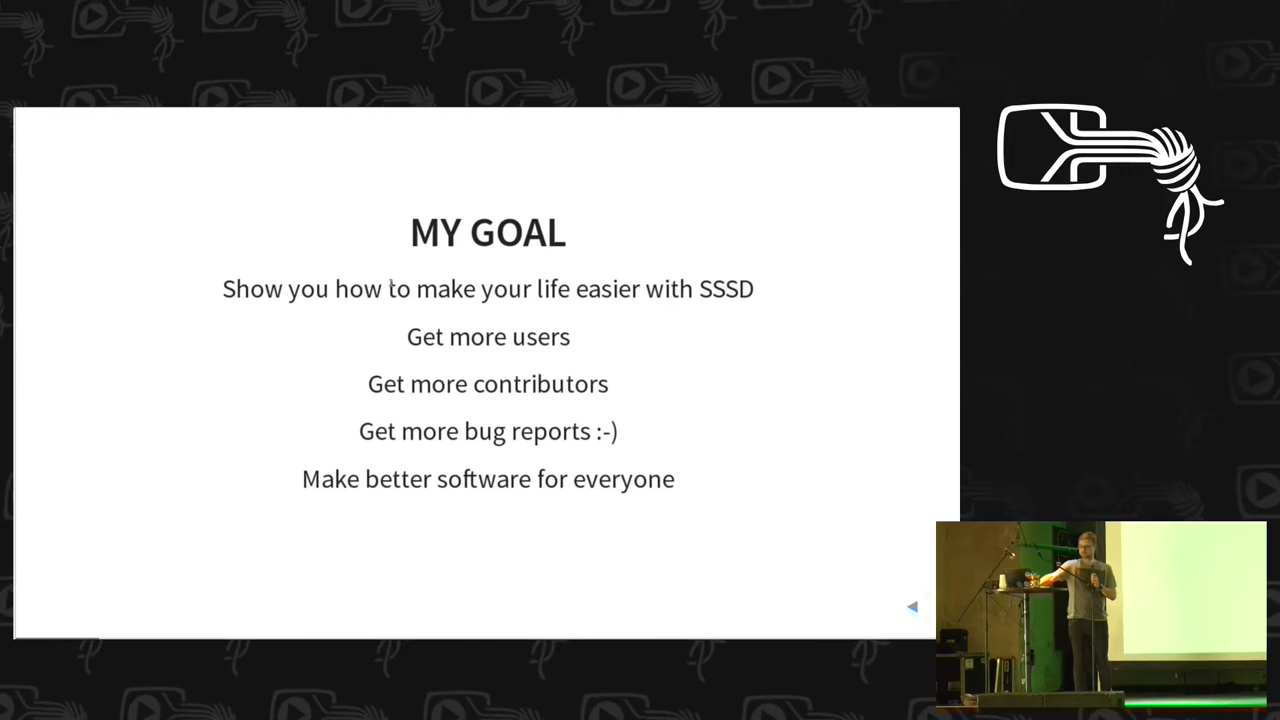 MY GOAL
Show you how to make your life easier with SSSD
Get more users
Get more contributors
Get more bug reports :-)
Make better software for everyone